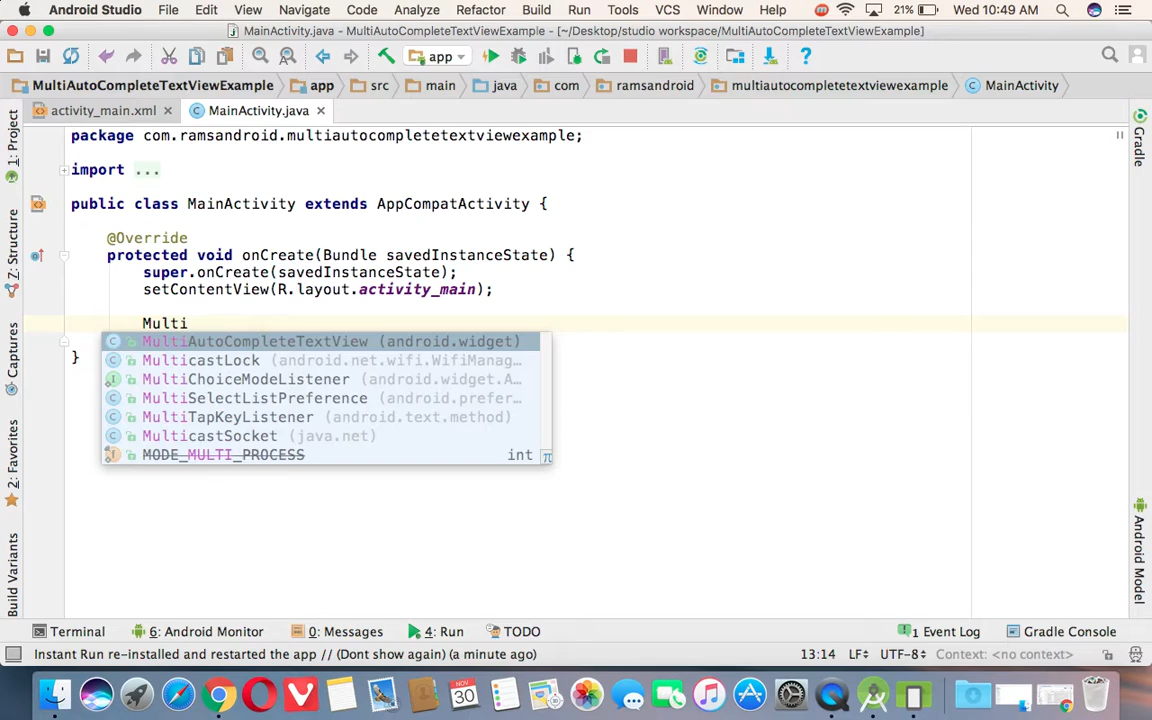 Android Studio File Edit View Navigate Code Analyze Refactor Build Run Tools VCS Window Help 21% Wed 10:49 AM
MainActivity.java - MultiAutoCompleteTextViewExample - [~/Desktop/studio workspace/MultiAutoCompleteTextViewExample]
app
MultiAutoCompleteTextViewExample app src main java com ramsandroid multiautocompletetextviewexample MainActivity
activity_main.xml MainActivity.java
package com.ramsandroid.multiautocompletetextviewexample;
import ...
public class MainActivity extends AppCompatActivity {
@Override
protected void onCreate(Bundle savedInstanceState) {
super.onCreate(savedInstanceState);
setContentView(R.layout.activity_main);
Multi
MultiAutoCompleteTextView (android.widget)
}
MulticastLock (android.net.wifi.WifiManag...
MultiChoiceModeListener (android.widget.A...
MultiSelectListPreference (android.prefer...
MultiTapKeyListener (android.text.method)
MulticastSocket (java.net)
MODE_MULTI_PROCESS int π
1: Project
7: Structure
Captures
2: Favorites
Build Variants
Gradle
Android Model
Terminal 6: Android Monitor 0: Messages 4: Run TODO 1 Event Log Gradle Console
Instant Run re-installed and restarted the app // (Dont show again) (a minute ago) 13:14 LF UTF-8 Context: <no context>
NOV
30